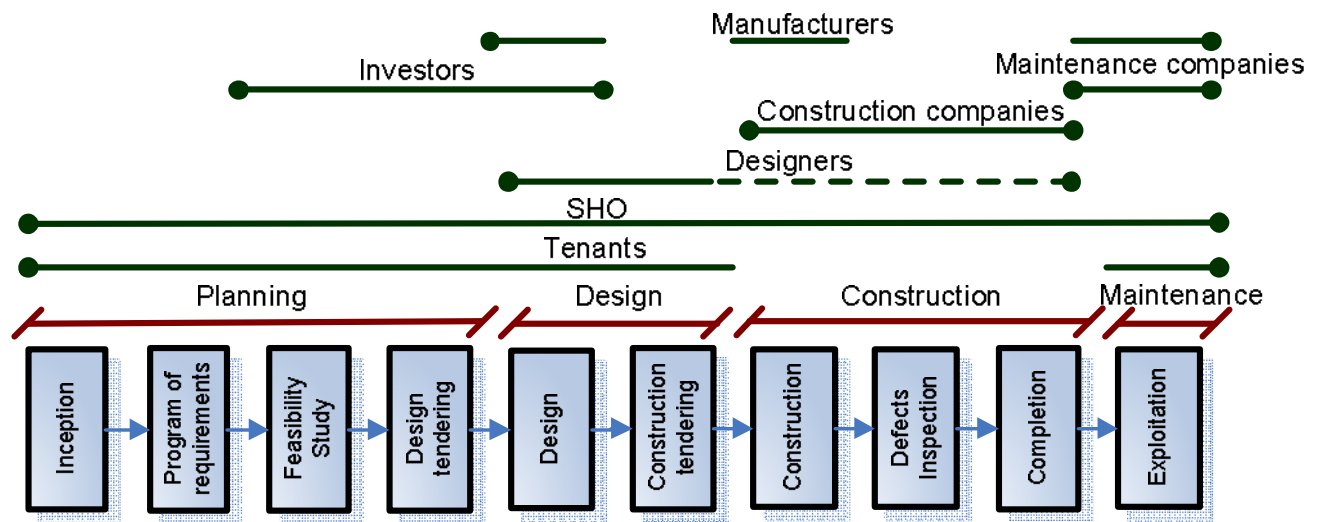 Manufacturers
Investors
Maintenance companies
Construction companies
Designers
SHO
Tenants
Planning
Design
Construction
Maintenance
Inception
Program of
requirements
Feasibility
Study
Design
tendering
Design
Construction
tendering
Construction
Defects
Inspection
Completion
Exploitation